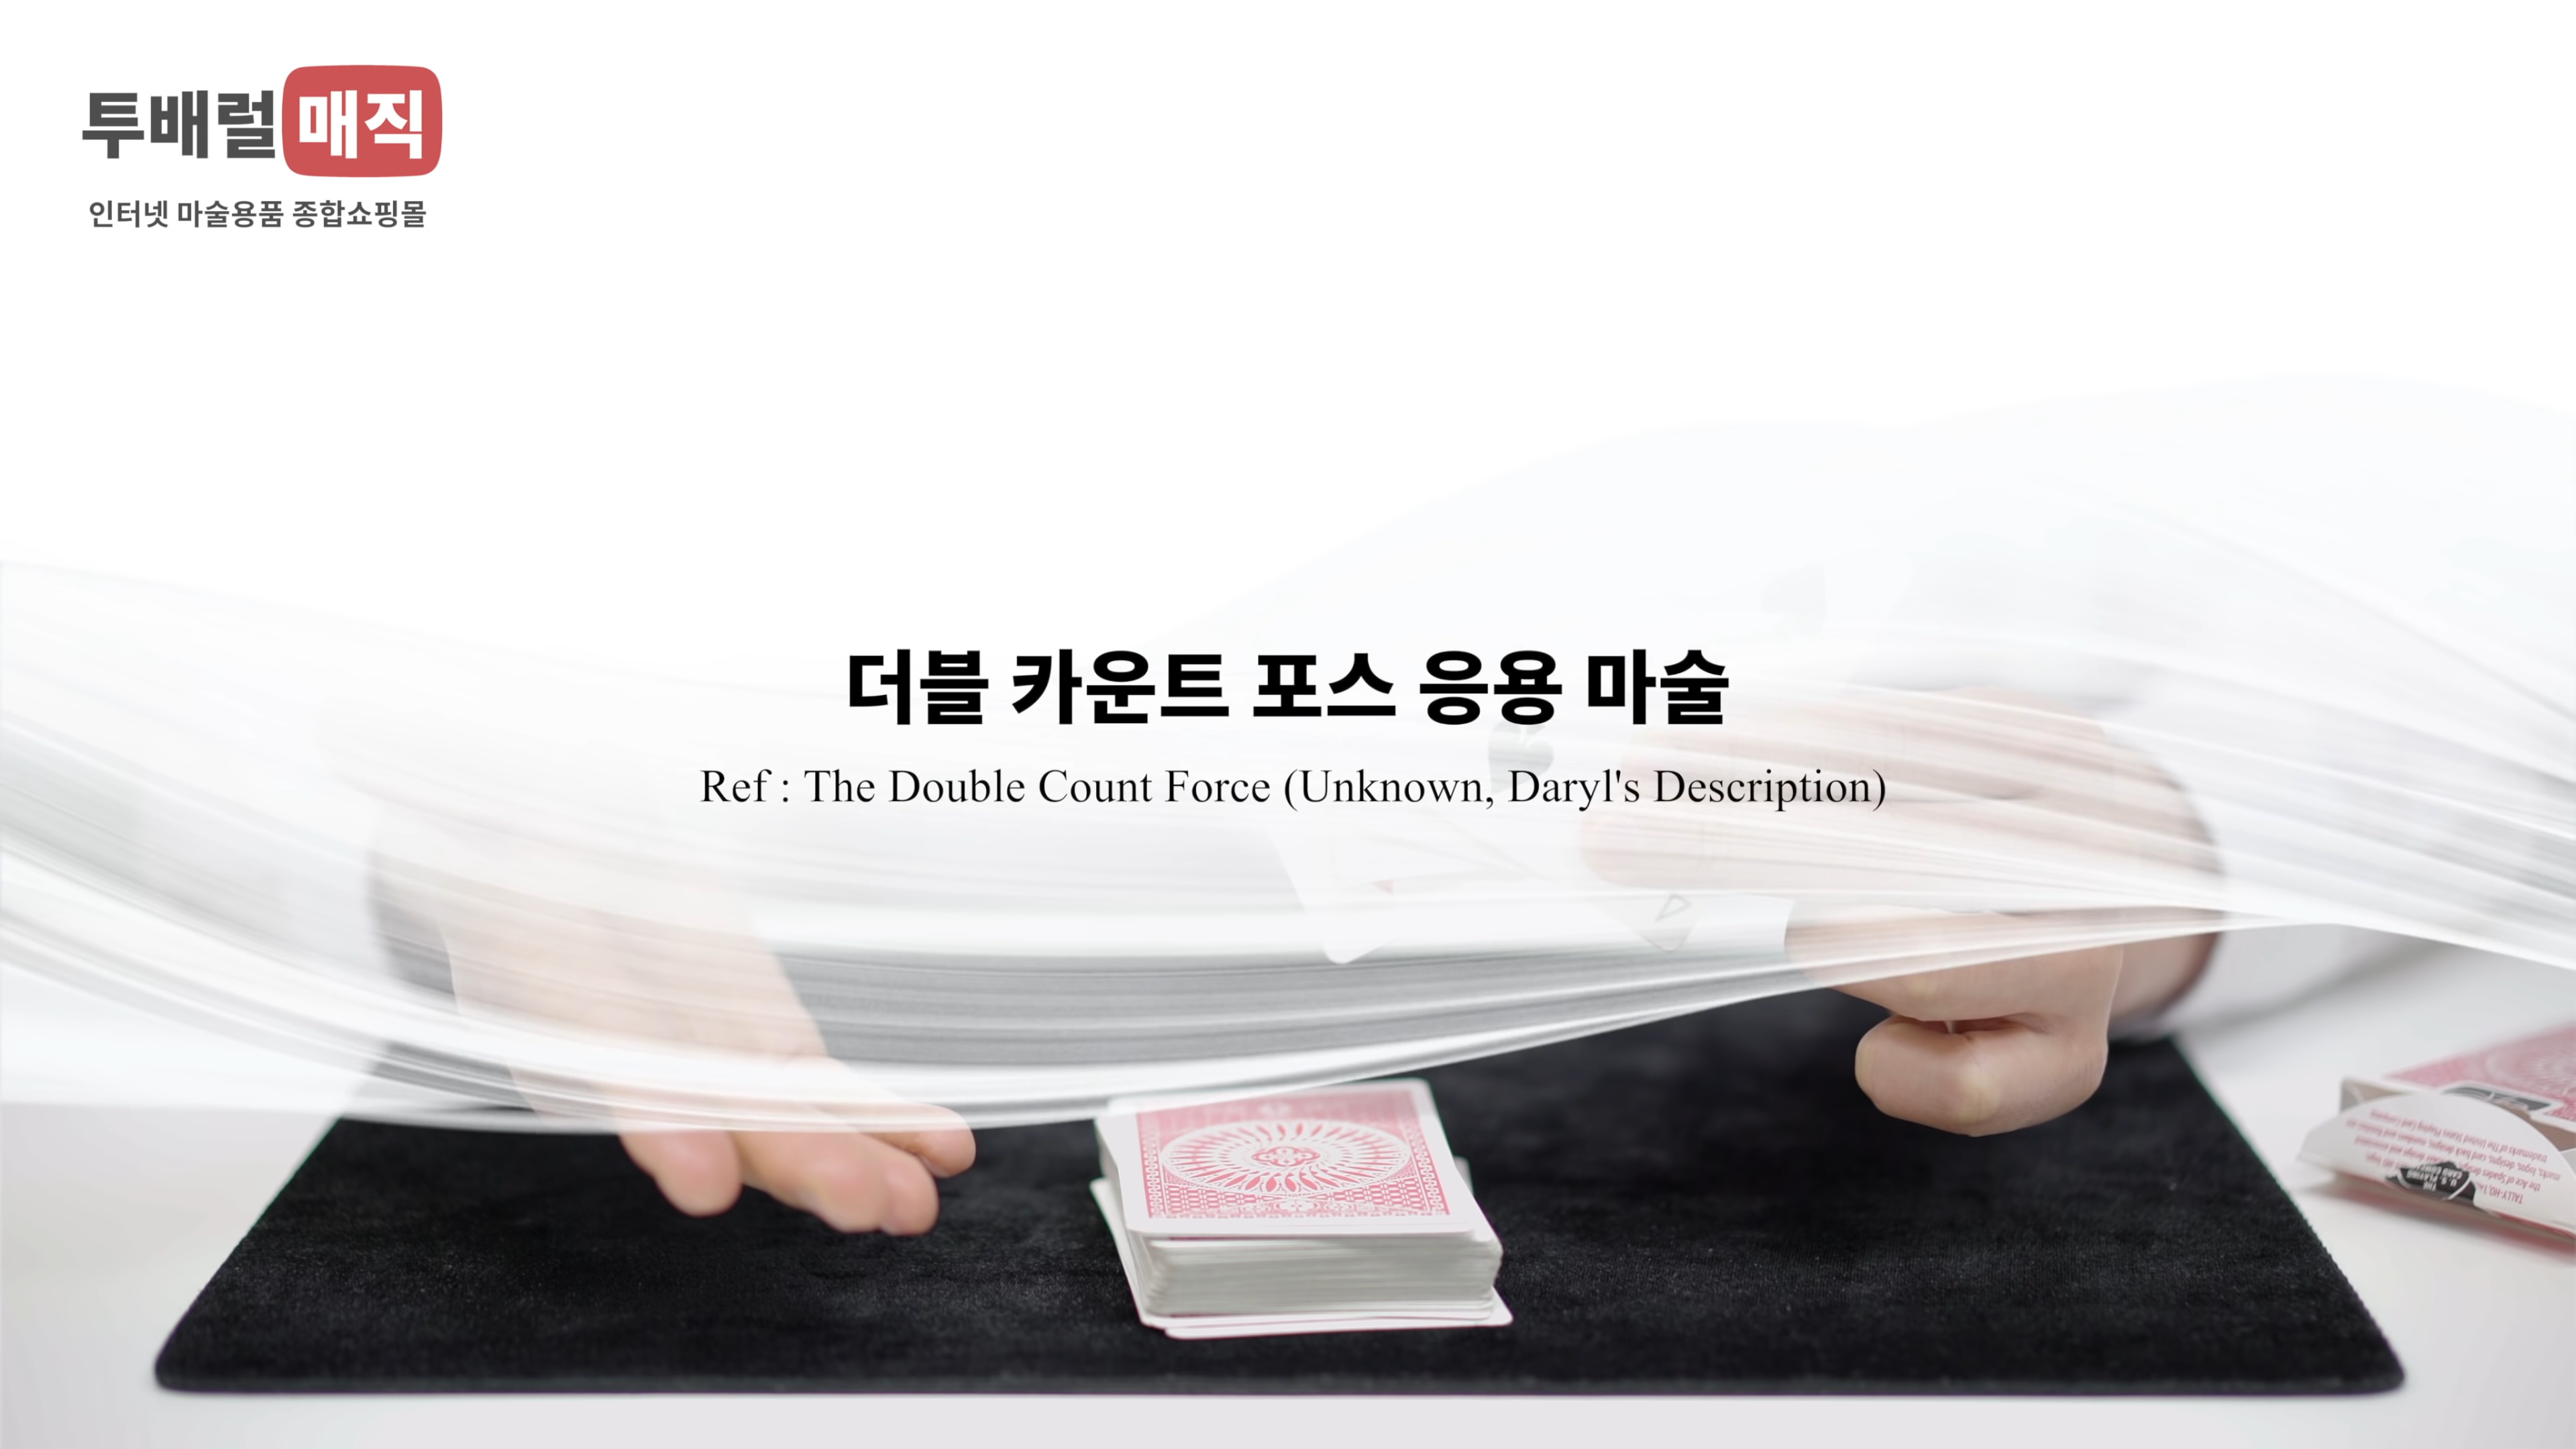 투배럴 매직
인터넷 마술용품 종합쇼핑몰
더블 카운트 포스 응용 마술
Ref : The Double Count Force (Unknown, Daryl's Description)